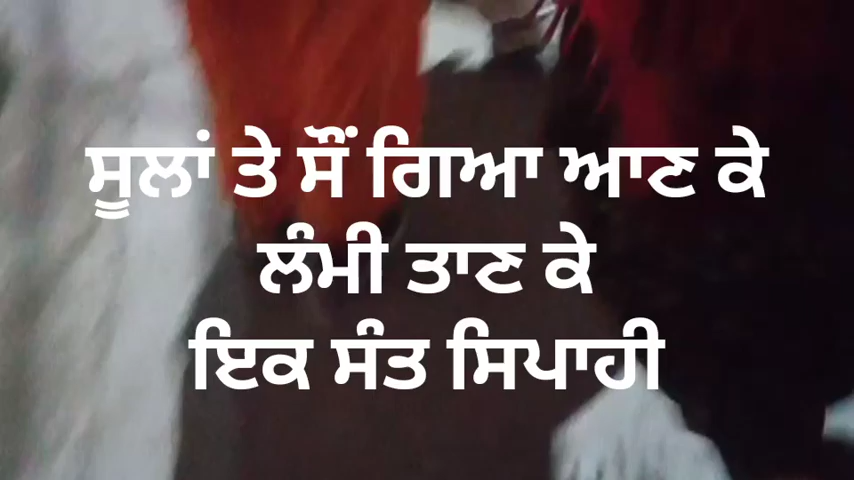 ਸੂਲਾਂ ਤੇ ਸੌਂ ਗਿਆ ਆਣ ਕੇ
ਲੰਮੀ ਤਾਣ ਕੇ
ਇਕ ਸੰਤ ਸਿਪਾਹੀ